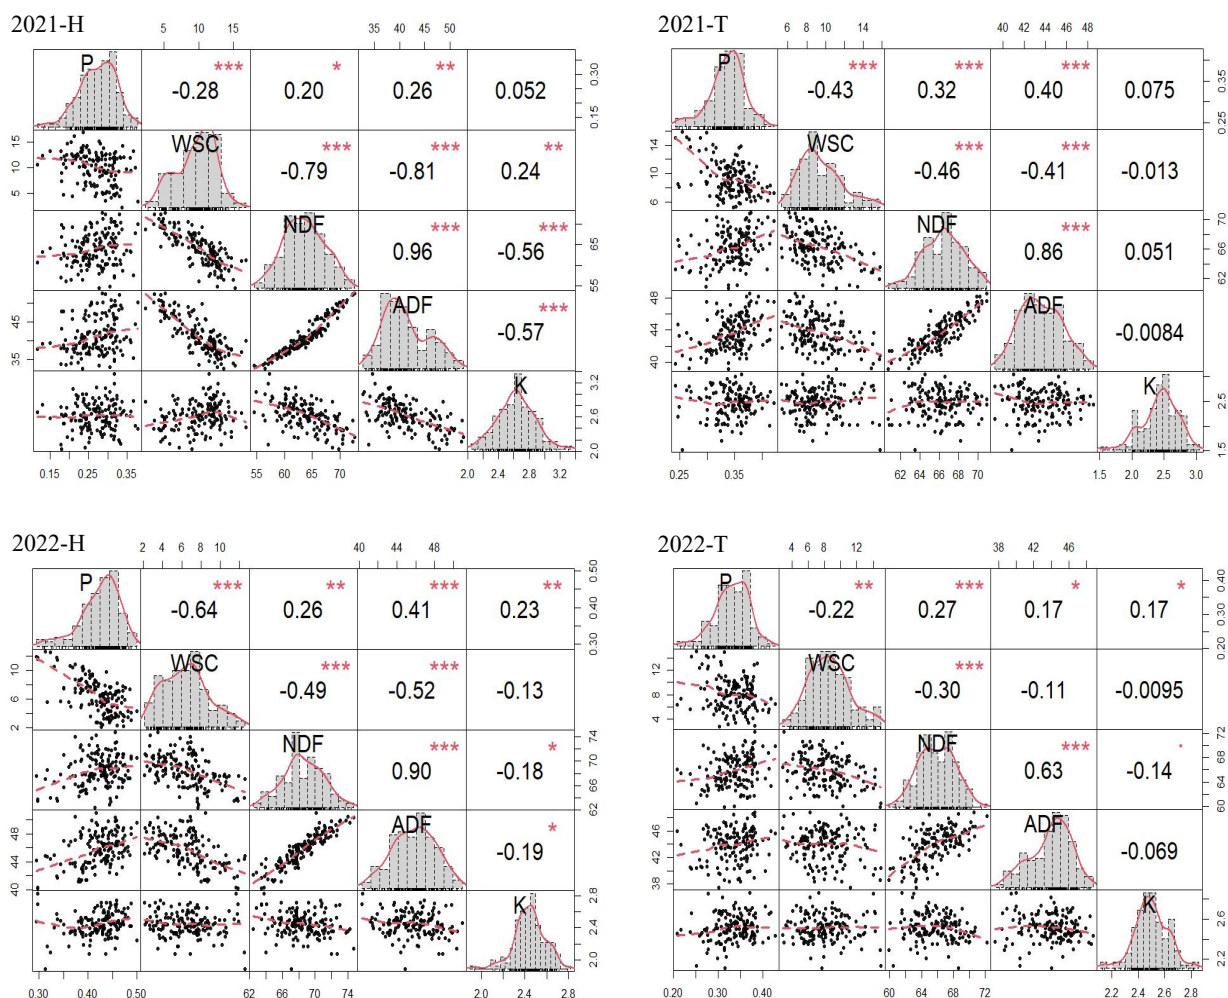 2021-H
5 10 15
35 40 45 50
P
***
-0.28
*
0.20
**
0.26
0.052
0.15 0.30
5 10 15
WSC
***
-0.79
***
-0.81
**
0.24
NDF
***
0.96
***
-0.56
55 65
35 45
ADF
***
-0.57
K
2.0 2.6 3.2
0.15 0.25 0.35
55 60 65 70
2.0 2.4 2.8 3.2
2021-T
6 8 10 14
40 42 44 46 48
P
***
-0.43
***
0.32
***
0.40
0.075
0.25 0.35
6 8 10 14
WSC
***
-0.46
***
-0.41
-0.013
NDF
***
0.86
0.051
62 66 70
40 44 48
ADF
-0.0084
K
1.5 2.5
0.25 0.35
62 64 66 68 70
1.5 2.0 2.5 3.0
2022-H
2 4 6 8 10
40 44 48
P
***
-0.64
**
0.26
***
0.41
**
0.23
0.30 0.40 0.50
2 6 10
WSC
***
-0.49
***
-0.52
-0.13
NDF
***
0.90
*
-0.18
62 66 70 74
40 44 48
ADF
*
-0.19
K
2.0 2.4 2.8
0.30 0.40 0.50
62 66 70 74
2.0 2.4 2.8
2022-T
4 6 8 12
38 42 46
P
**
-0.22
***
0.27
*
0.17
*
0.17
0.20 0.30 0.40
4 8 12
WSC
***
-0.30
-0.11
-0.0095
NDF
***
0.63
.
-0.14
60 64 68 72
38 42 46
ADF
-0.069
K
2.2 2.6
0.20 0.30 0.40
60 64 68 72
2.2 2.4 2.6 2.8